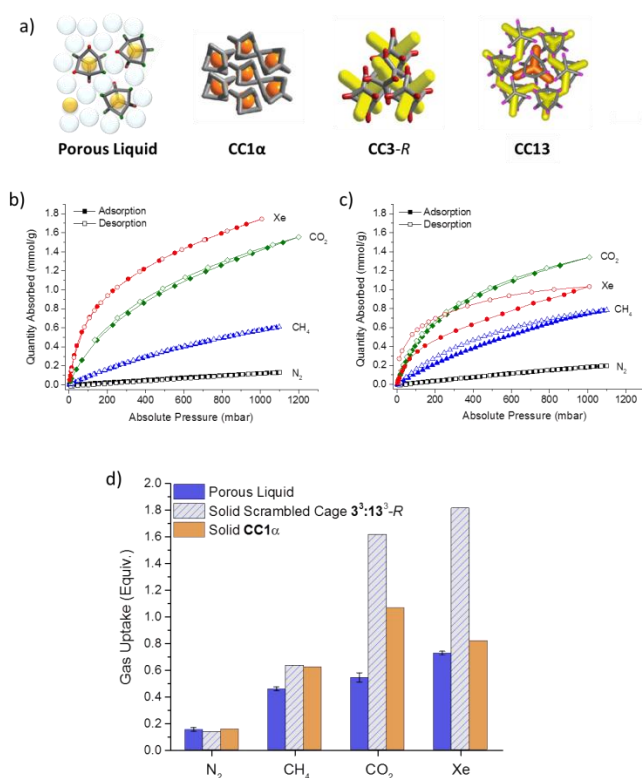 a)
Porous Liquid
CC1α
CC3-R
CC13
b)
Adsorption
Desorption
Xe
CO2
CH4
N2
Quantity Absorbed (mmol/g)
1.8
1.6
1.4
1.2
1.0
0.8
0.6
0.4
0.2
0.0
0 200 400 600 800 1000 1200
Absolute Pressure (mbar)
c)
Adsorption
Desorption
CO2
Xe
CH4
N2
Quantity Absorbed (mmol/g)
1.8
1.6
1.4
1.2
1.0
0.8
0.6
0.4
0.2
0.0
0 200 400 600 800 1000 1200
Absolute Pressure (mbar)
d)
Porous Liquid
Solid Scrambled Cage 3³:13³-R
Solid CC1α
Gas Uptake (Equiv.)
2.0
1.8
1.6
1.4
1.2
1.0
0.8
0.6
0.4
0.2
0.0
N2 CH4 CO2 Xe